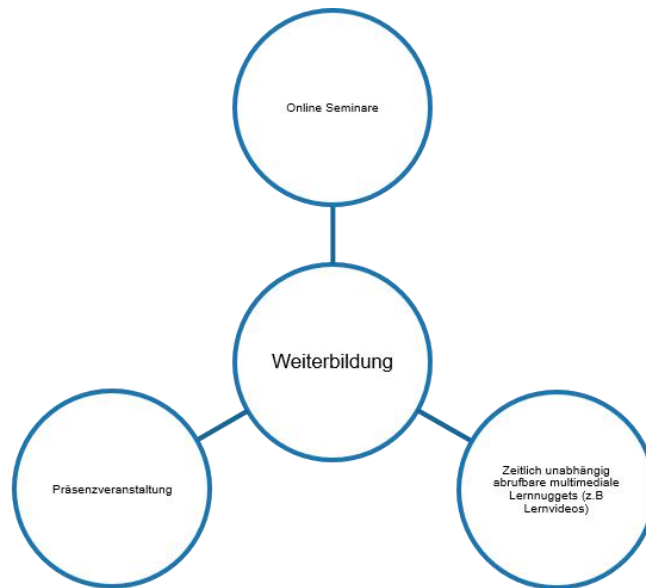 Online Seminare
Weiterbildung
Präsenzveranstaltung
Zeitlich unabhängig
abrufbare multimediale
Lernnuggets (z.B
Lernvideos)